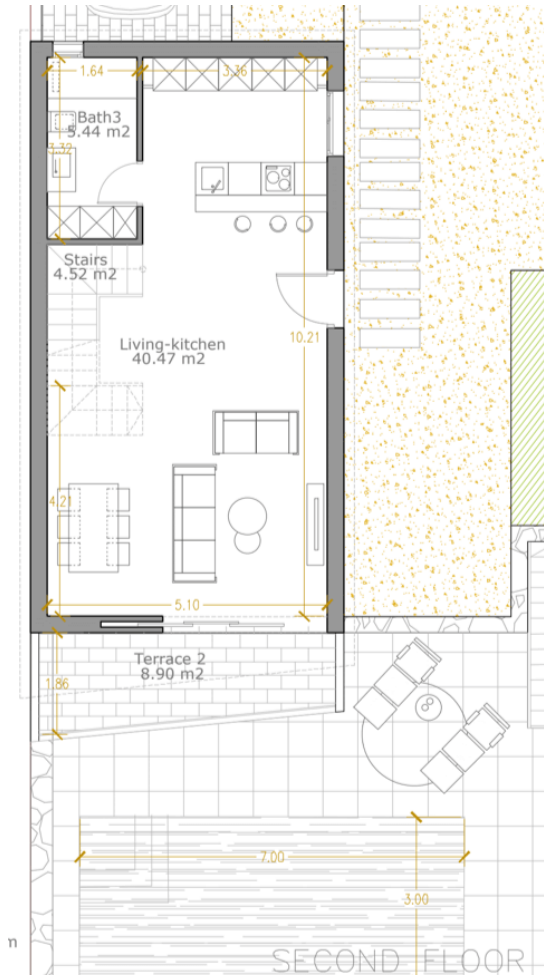 1.64
3.36
Bath3
5.44 m2
3.32
Stairs
4.52 m2
Living-kitchen
40.47 m2
10.21
4.21
5.10
Terrace 2
8.90 m2
1.86
7.00
3.00
m
SECOND FLOOR